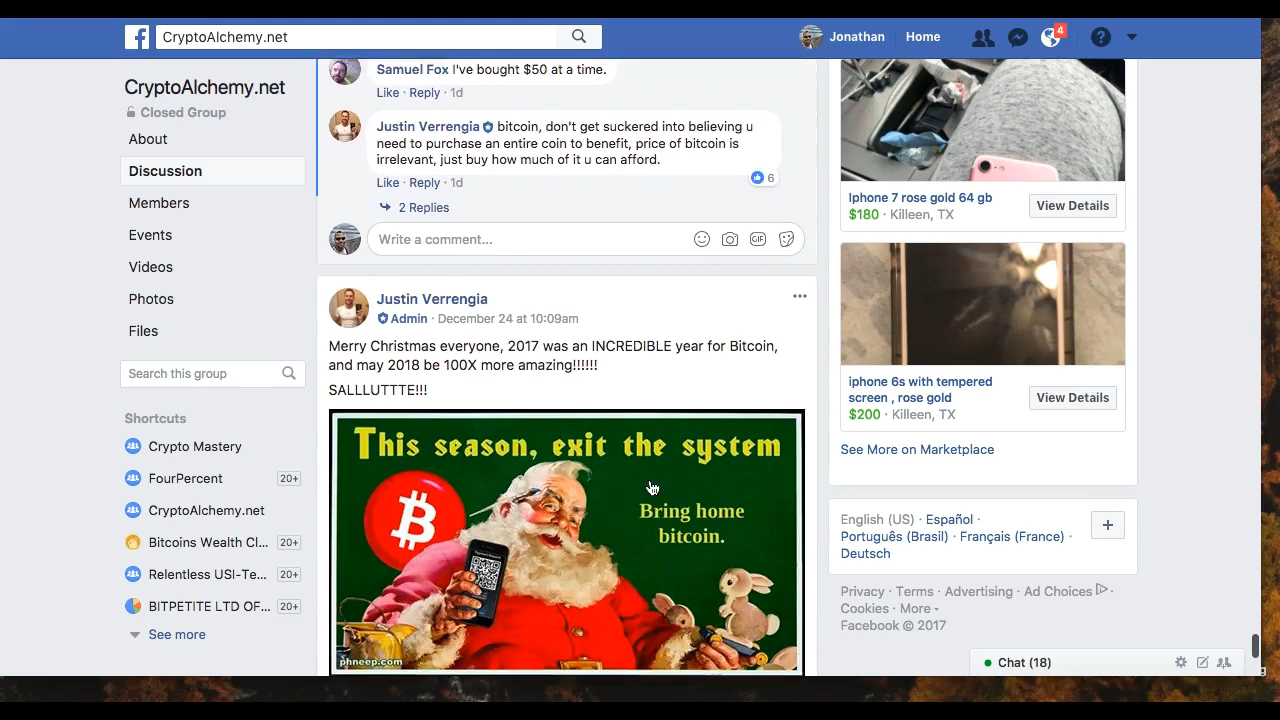 CryptoAlchemy.net
Jonathan
Home
4
CryptoAlchemy.net
Closed Group
About
Discussion
Members
Events
Videos
Photos
Files
Search this group
Shortcuts
Crypto Mastery
FourPercent 20+
CryptoAlchemy.net
Bitcoins Wealth Cl... 20+
Relentless USI-Te... 20+
BITPETITE LTD OF... 20+
See more
Samuel Fox I've bought $50 at a time.
Like · Reply · 1d
Justin Verrengia bitcoin, don't get suckered into believing u
need to purchase an entire coin to benefit, price of bitcoin is
irrelevant, just buy how much of it u can afford.
6
Like · Reply · 1d
2 Replies
Write a comment...
GIF
Justin Verrengia
Admin · December 24 at 10:09am
Merry Christmas everyone, 2017 was an INCREDIBLE year for Bitcoin,
and may 2018 be 100X more amazing!!!!!!
SALLLUTTTE!!!
This season, exit the system
Bring home
bitcoin.
phneep.com
Iphone 7 rose gold 64 gb
$180 · Killeen, TX
View Details
iphone 6s with tempered
screen , rose gold
$200 · Killeen, TX
View Details
See More on Marketplace
English (US) · Español ·
Português (Brasil) · Français (France) ·
Deutsch
Privacy · Terms · Advertising · Ad Choices ·
Cookies · More
Facebook © 2017
Chat (18)